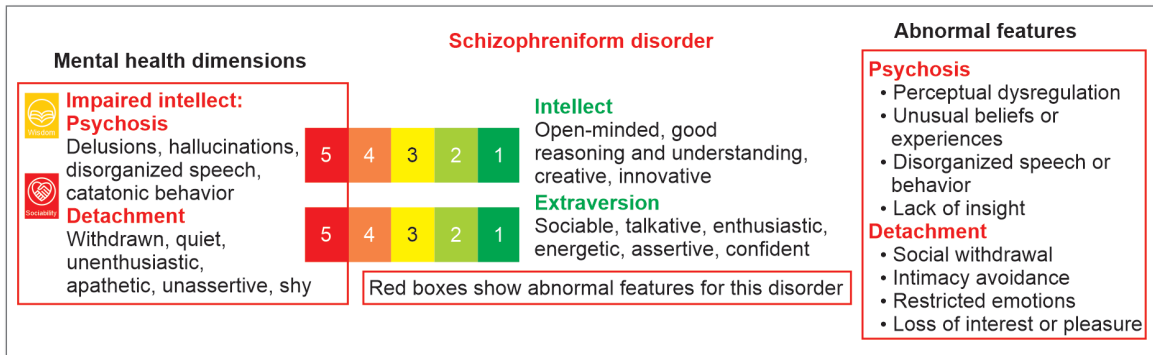 Schizophreniform disorder
Mental health dimensions
Wisdom
Impaired intellect:
Psychosis
Delusions, hallucinations,
disorganized speech,
catatonic behavior
Sociability
Detachment
Withdrawn, quiet,
unenthusiastic,
apathetic, unassertive, shy
5 4 3 2 1
Intellect
Open-minded, good
reasoning and understanding,
creative, innovative
5 4 3 2 1
Extraversion
Sociable, talkative, enthusiastic,
energetic, assertive, confident
Red boxes show abnormal features for this disorder
Abnormal features
Psychosis
• Perceptual dysregulation
• Unusual beliefs or
experiences
• Disorganized speech or
behavior
• Lack of insight
Detachment
• Social withdrawal
• Intimacy avoidance
• Restricted emotions
• Loss of interest or pleasure